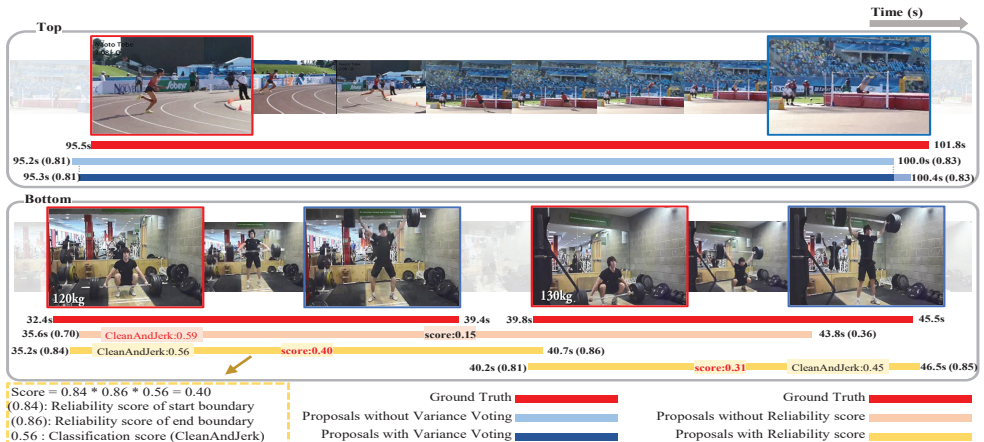 Time (s)
Top
95.5s 101.8s
95.2s (0.81) 100.0s (0.83)
95.3s (0.81) 100.4s (0.83)
Bottom
120kg 130kg
32.4s 39.4s 39.8s 45.5s
35.6s (0.70) CleanAndJerk:0.59 score:0.15 43.8s (0.36)
35.2s (0.84) CleanAndJerk:0.56 score:0.40 40.7s (0.86)
40.2s (0.81) score:0.31 CleanAndJerk:0.45 46.5s (0.85)
Score = 0.84 * 0.86 * 0.56 = 0.40
(0.84): Reliability score of start boundary
(0.86): Reliability score of end boundary
0.56 : Classification score (CleanAndJerk)
Ground Truth
Proposals without Variance Voting
Proposals with Variance Voting
Ground Truth
Proposals without Reliability score
Proposals with Reliability score